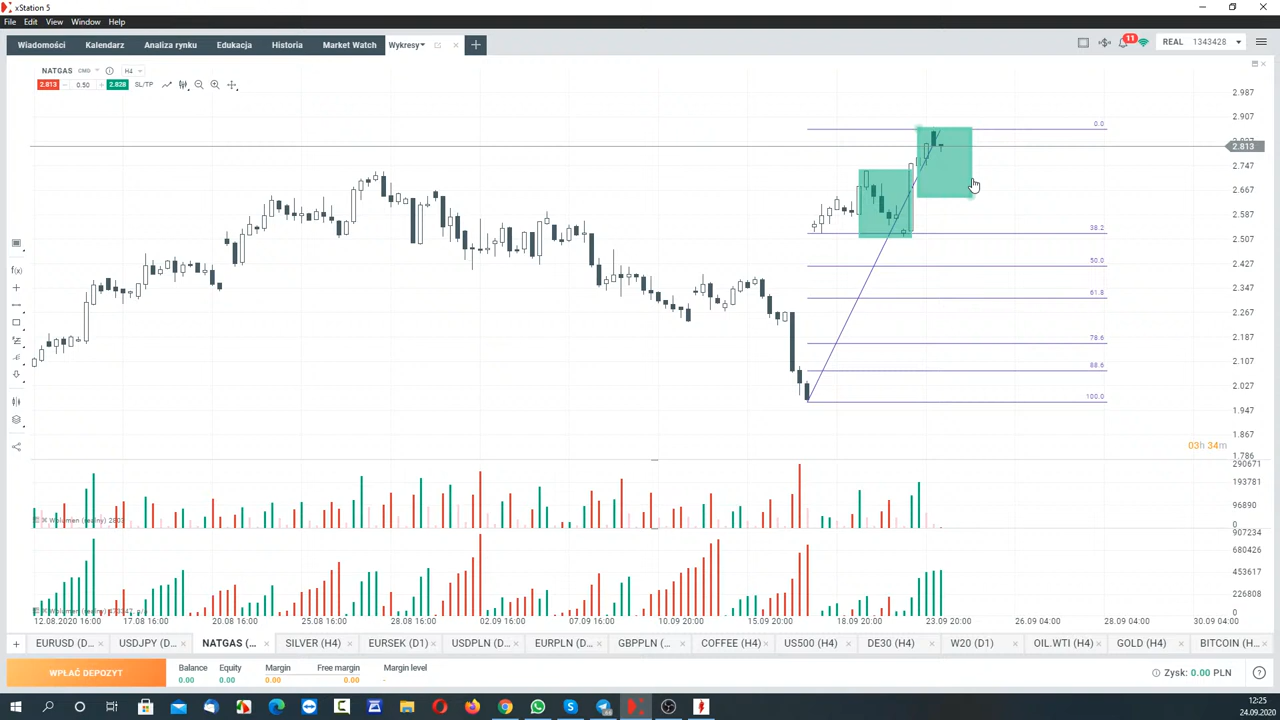 xStation 5
File Edit View Window Help
Wiadomości Kalendarz Analiza rynku Edukacja Historia Market Watch Wykresy
11 REAL 1343428
NATGAS CMG H4
2.813 0.50 2.828 SL/TP
2.987
2.907
2.813
2.747
2.667
2.587
2.507
2.427
2.347
2.267
2.187
2.107
2.027
1.947
1.867
1.786
0.0
38.2
50.0
61.8
78.6
88.6
100.0
03h 34m
290671
193781
96890
0
907234
680426
453617
226808
0
12.08.2020 16:00 17.08 16:00 20.08 16:00 25.08 16:00 28.08 16:00 02.09 16:00 07.09 16:00 10.09 20:00 15.09 20:00 18.09 20:00 23.09 20:00 26.09 04:00 28.09 04:00 30.09 04:00
EURUSD (D... USDJPY (D... NATGAS (... SILVER (H4) EURSEK (D1) USDPLN (D... EURPLN (D... GBPPLN (... COFFEE (H4) US500 (H4) DE30 (H4) W20 (D1) OIL.WTI (H4) GOLD (H4) BITCOIN (H...
WPŁAĆ DEPOZYT
Balance Equity Margin Free margin Margin level
0.00 0.00 0.00 0.00 -
Zysk: 0.00 PLN
12:25
24.09.2020